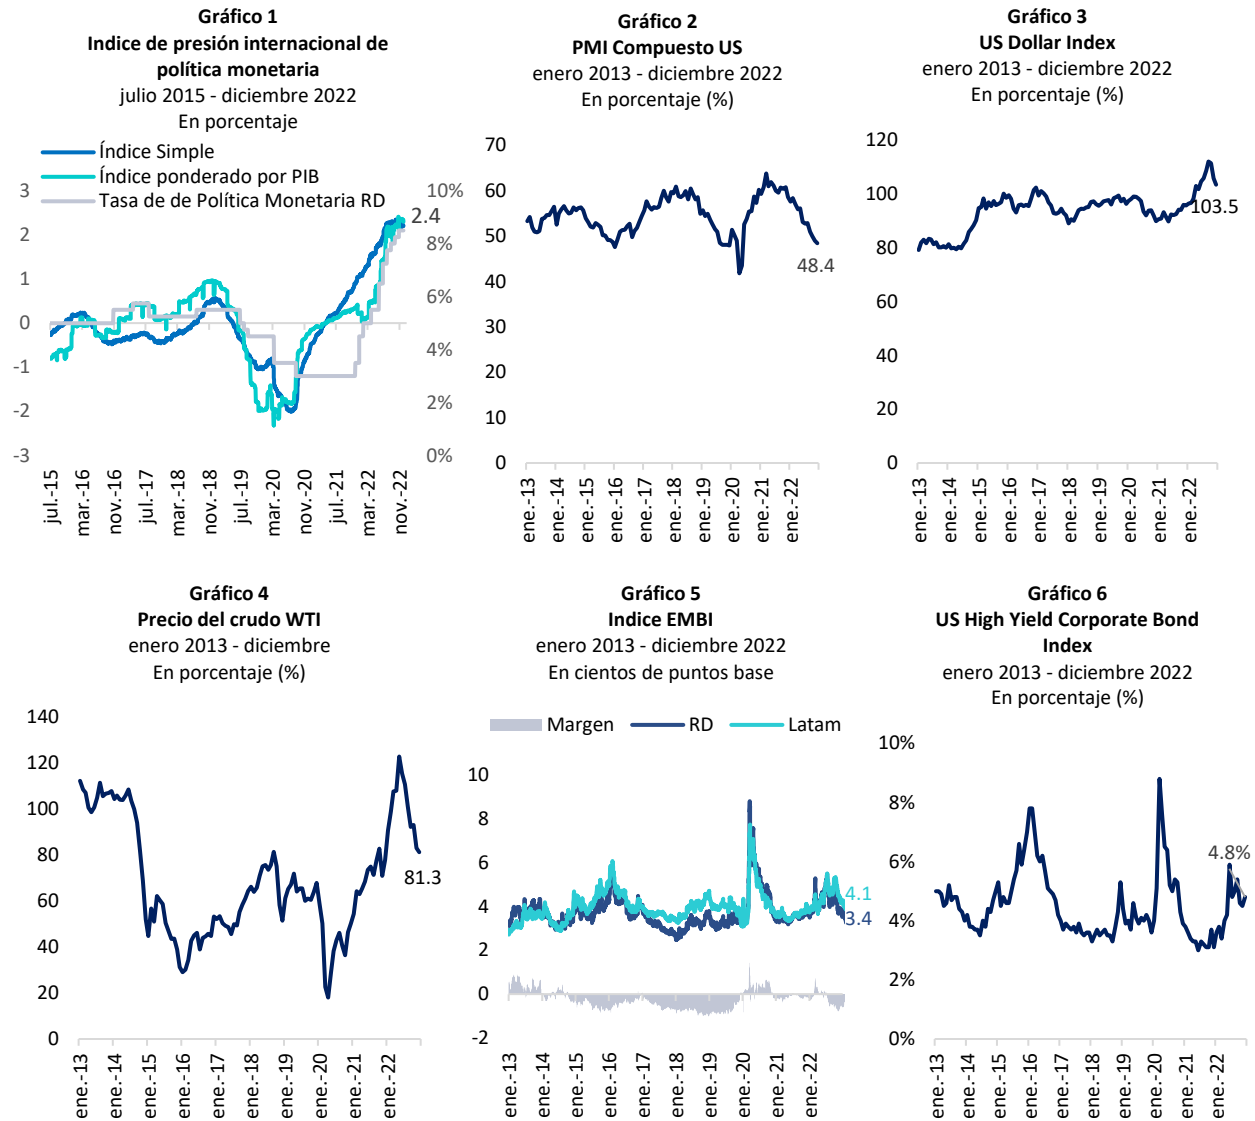 Gráfico 1
Indice de presión internacional de
política monetaria
julio 2015 - diciembre 2022
En porcentaje
Índice Simple
Índice ponderado por PIB
Tasa de de Política Monetaria RD
3
2
1
0
-1
-2
-3
10%
8%
6%
4%
2%
0%
2.4
jul.-15
mar.-16
nov.-16
jul.-17
mar.-18
nov.-18
jul.-19
mar.-20
nov.-20
jul.-21
mar.-22
nov.-22
Gráfico 2
PMI Compuesto US
enero 2013 - diciembre 2022
En porcentaje (%)
70
60
50
40
30
20
10
0
48.4
ene.-13
ene.-14
ene.-15
ene.-16
ene.-17
ene.-18
ene.-19
ene.-20
ene.-21
ene.-22
Gráfico 3
US Dollar Index
enero 2013 - diciembre 2022
En porcentaje (%)
120
100
80
60
40
20
0
103.5
ene.-13
ene.-14
ene.-15
ene.-16
ene.-17
ene.-18
ene.-19
ene.-20
ene.-21
ene.-22
Gráfico 4
Precio del crudo WTI
enero 2013 - diciembre
En porcentaje (%)
140
120
100
80
60
40
20
0
81.3
ene.-13
ene.-14
ene.-15
ene.-16
ene.-17
ene.-18
ene.-19
ene.-20
ene.-21
ene.-22
Gráfico 5
Indice EMBI
enero 2013 - diciembre 2022
En cientos de puntos base
Margen
RD
Latam
10
8
6
4
2
0
-2
4.1
3.4
ene.-13
ene.-14
ene.-15
ene.-16
ene.-17
ene.-18
ene.-19
ene.-20
ene.-21
ene.-22
Gráfico 6
US High Yield Corporate Bond
Index
enero 2013 - diciembre 2022
En porcentaje (%)
10%
8%
6%
4%
2%
0%
4.8%
ene.-13
ene.-14
ene.-15
ene.-16
ene.-17
ene.-18
ene.-19
ene.-20
ene.-21
ene.-22